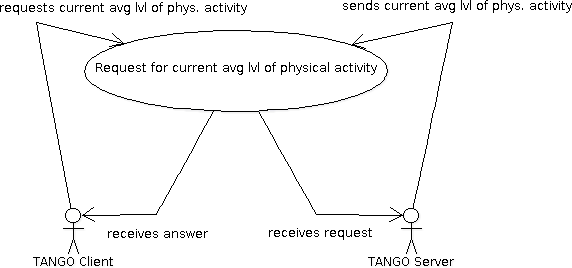 requests current avg lvl of phys. activity
sends current avg lvl of phys. activity
Request for current avg lvl of physical activity
receives answer
receives request
TANGO Client
TANGO Server